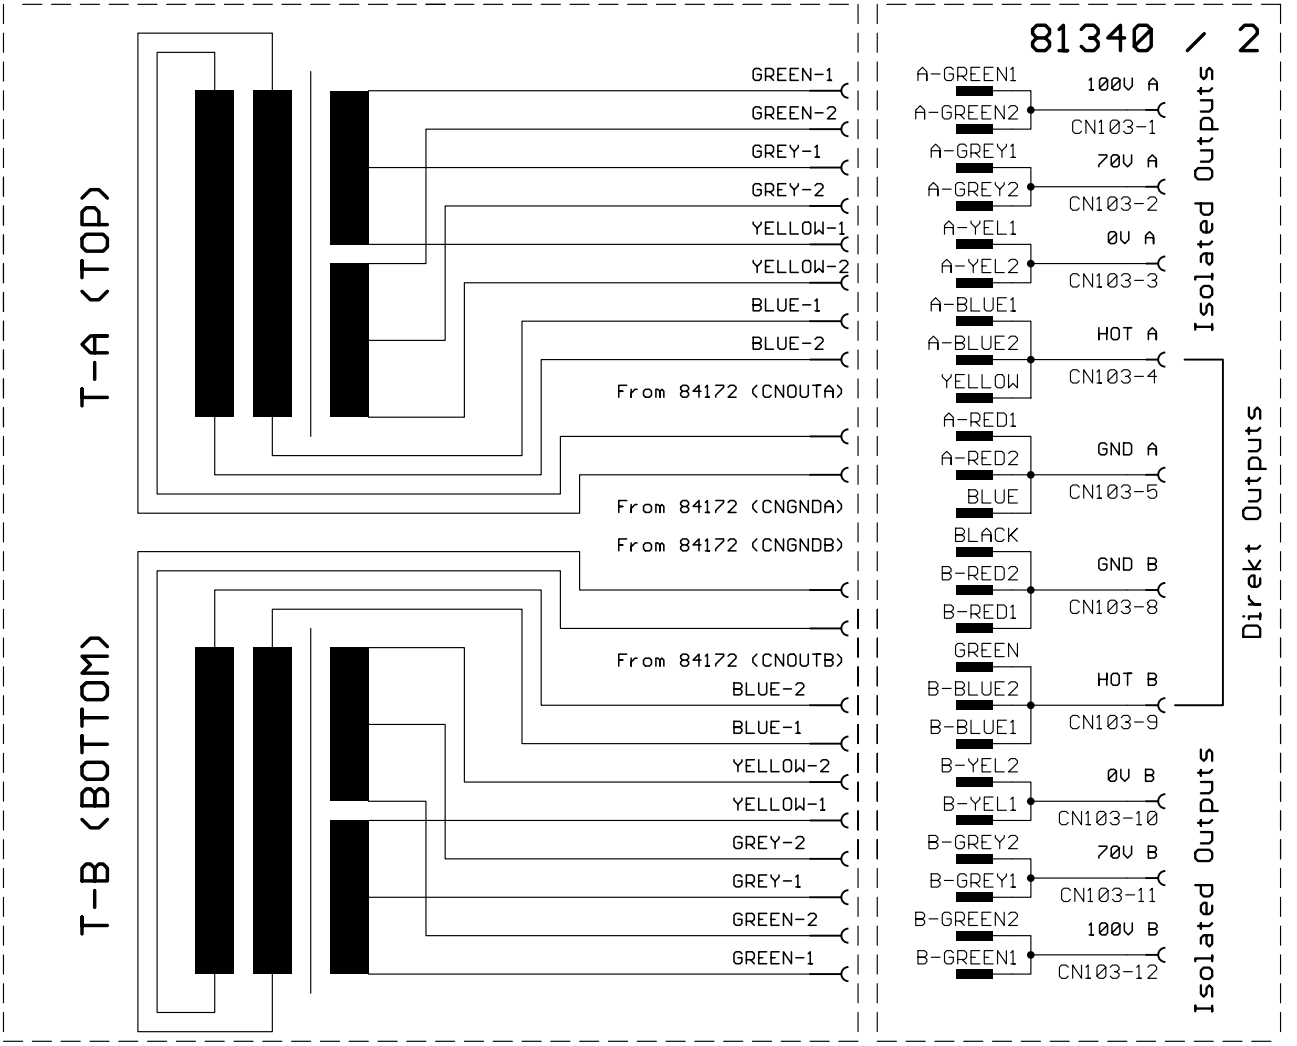 T-A (TOP)
GREEN-1
GREEN-2
GREY-1
GREY-2
YELLOW-1
YELLOW-2
BLUE-1
BLUE-2
From 84172 (CNOUTA)
From 84172 (CNGNDA)
T-B (BOTTOM)
From 84172 (CNGNDB)
From 84172 (CNOUTB)
BLUE-2
BLUE-1
YELLOW-2
YELLOW-1
GREY-2
GREY-1
GREEN-2
GREEN-1
81340 / 2
A-GREEN1
A-GREEN2
100V A
CN103-1
A-GREY1
A-GREY2
70V A
CN103-2
A-YEL1
A-YEL2
0V A
CN103-3
Isolated Outputs
A-BLUE1
A-BLUE2
YELLOW
HOT A
CN103-4
A-RED1
A-RED2
BLUE
GND A
CN103-5
BLACK
B-RED2
B-RED1
GND B
CN103-8
GREEN
B-BLUE2
B-BLUE1
HOT B
CN103-9
Direkt Outputs
B-YEL2
B-YEL1
0V B
CN103-10
B-GREY2
B-GREY1
70V B
CN103-11
B-GREEN2
B-GREEN1
100V B
CN103-12
Isolated Outputs